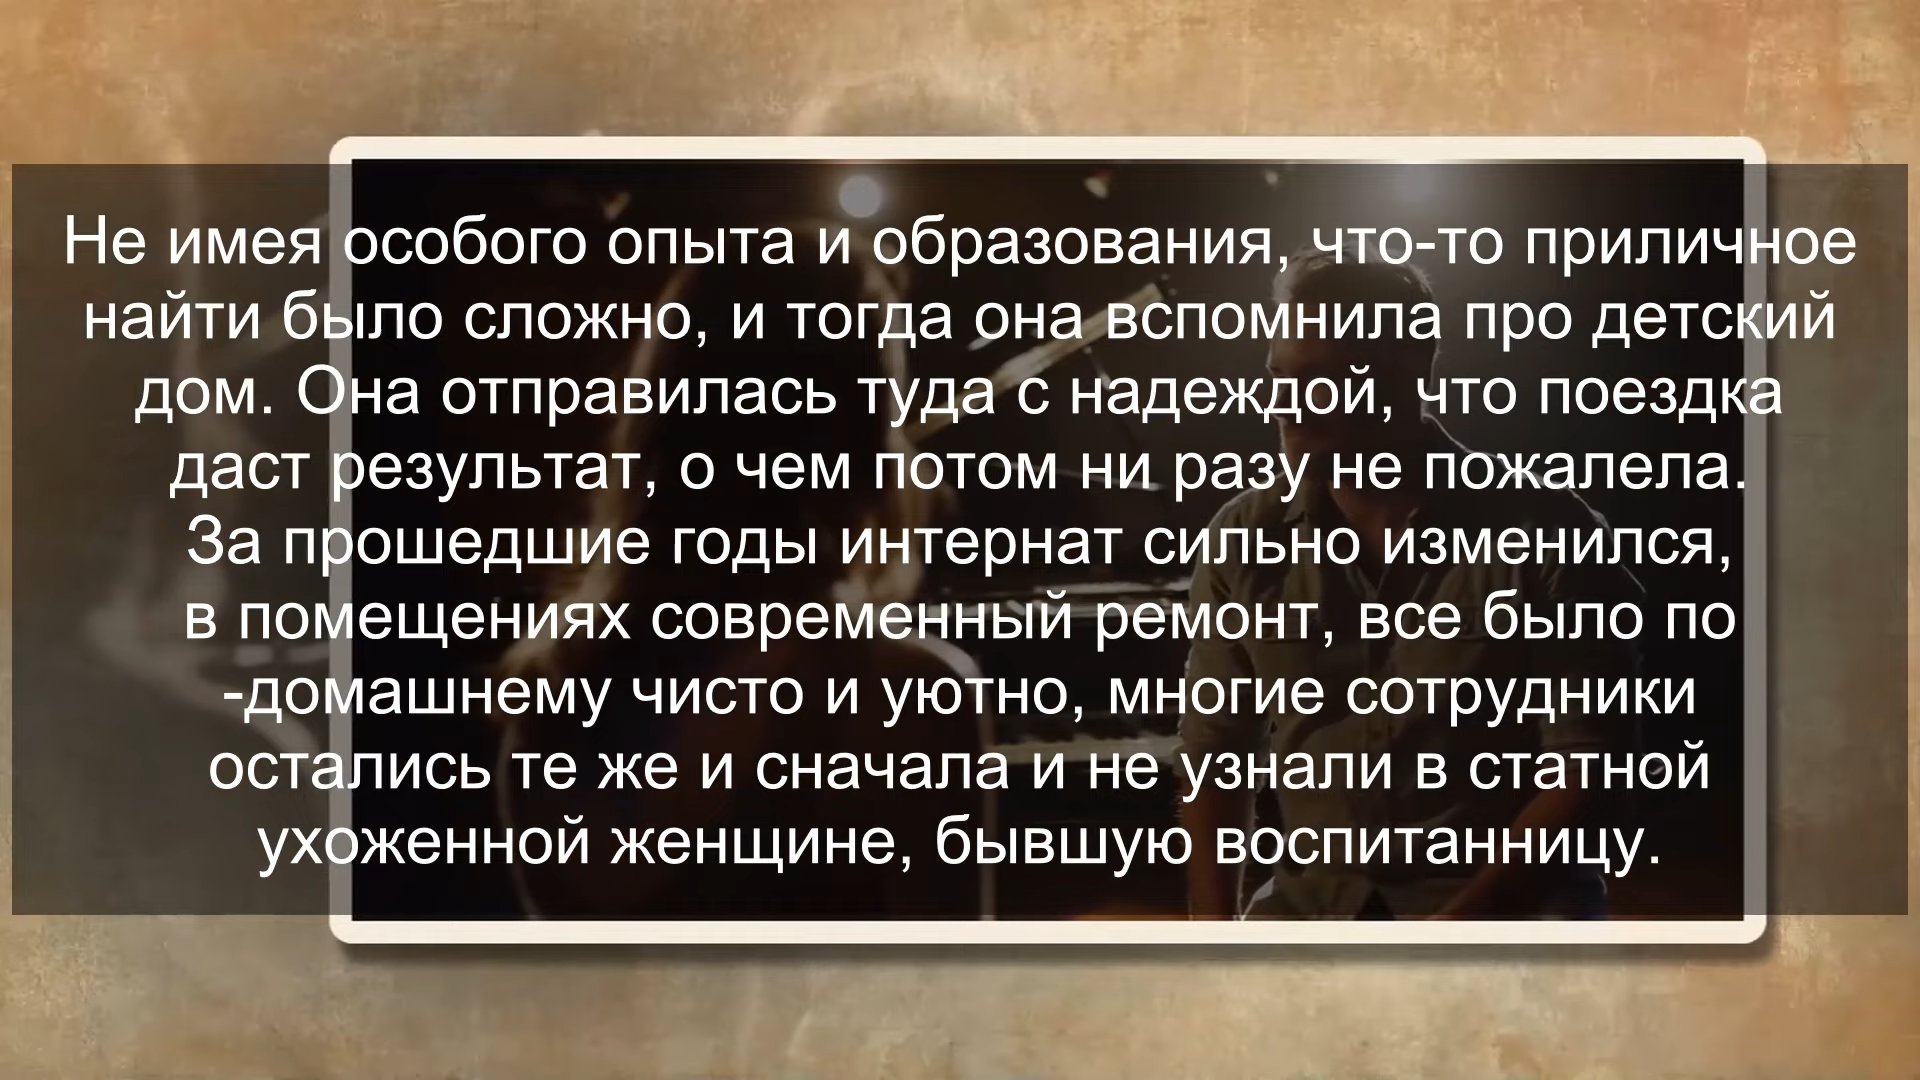 Не имея особого опыта и образования, что-то приличное
найти было сложно, и тогда она вспомнила про детский
дом. Она отправилась туда с надеждой, что поездка
даст результат, о чем потом ни разу не пожалела.
За прошедшие годы интернат сильно изменился,
в помещениях современный ремонт, все было по
-домашнему чисто и уютно, многие сотрудники
остались те же и сначала и не узнали в статной
ухоженной женщине, бывшую воспитанницу.